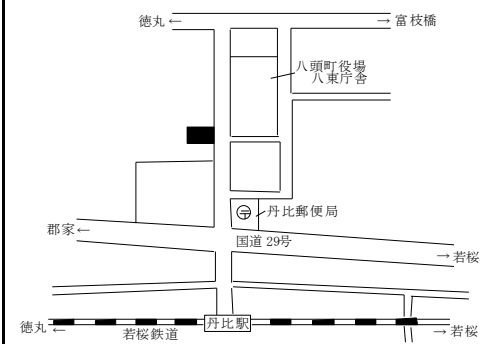 徳丸 ←
→ 富枝橋
八頭町役場
八東庁舎
〒
丹比郵便局
郡家 ←
国道 29号
→ 若桜
徳丸 ←
若桜鉄道
丹比駅
→ 若桜